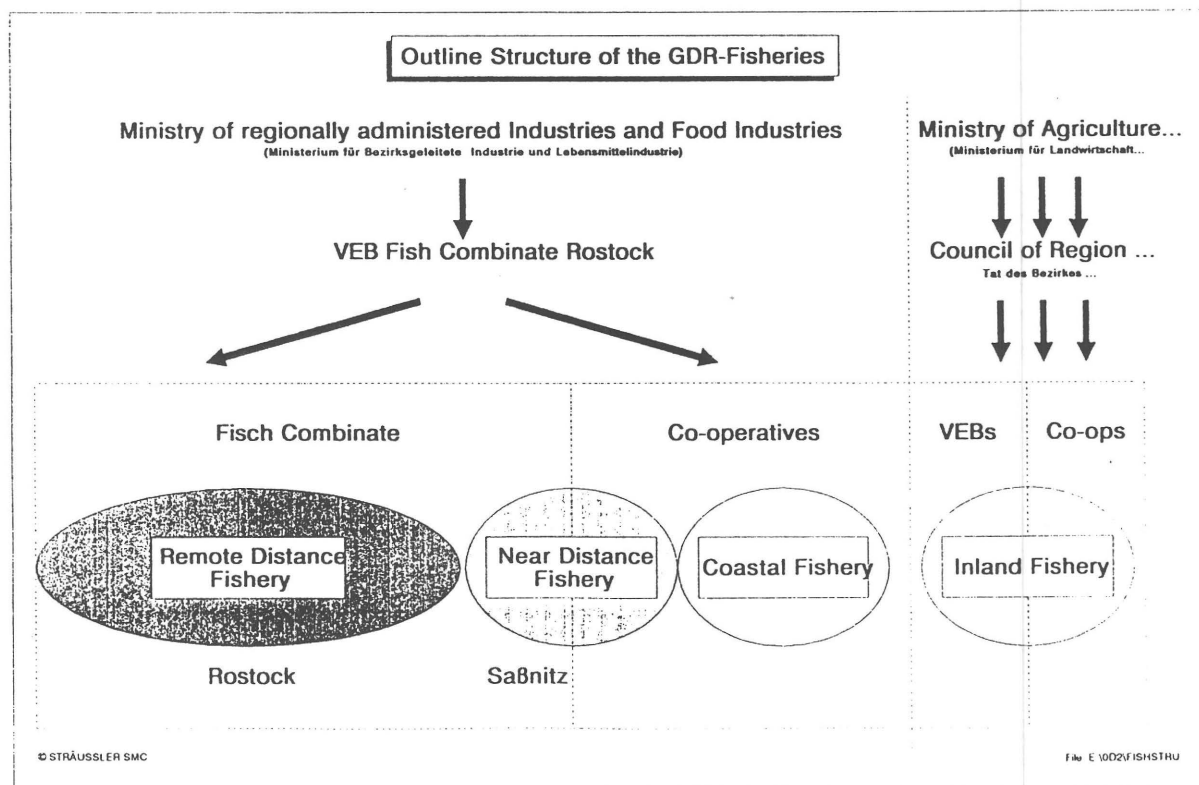 Outline Structure of the GDR-Fisheries
Ministry of regionally administered Industries and Food Industries
(Ministerium für Bezirksgeleitete Industrie und Lebensmittelindustrie)
Ministry of Agriculture...
(Ministerium für Landwirtschaft...
VEB Fish Combinate Rostock
Council of Region ...
Tat des Bezirkes ...
Fisch Combinate
Co-operatives
VEBs
Co-ops
Remote Distance
Fishery
Near Distance
Fishery
Coastal Fishery
Inland Fishery
Rostock
Saßnitz
© STRÄUSSLER SMC
File E \0D2\FISHSTRU